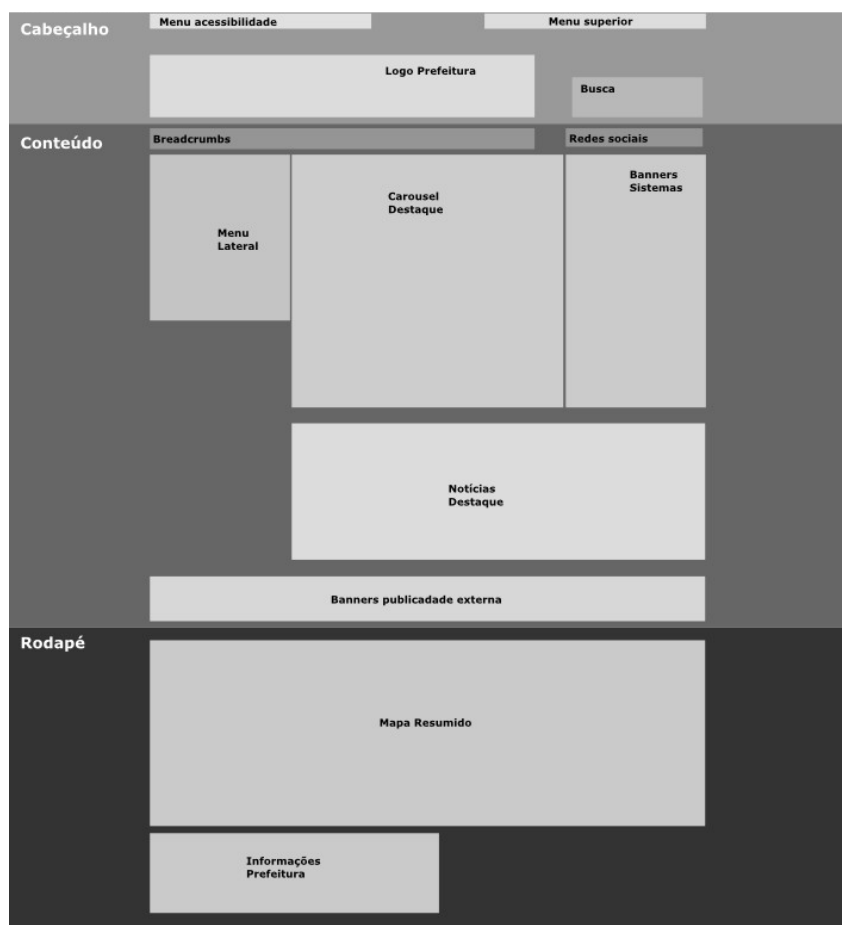 Cabeçalho
Menu acessibilidade
Menu superior
Logo Prefeitura
Busca
Conteúdo
Breadcrumbs
Redes sociais
Menu
Lateral
Carousel
Destaque
Banners
Sistemas
Notícias
Destaque
Banners publicadade externa
Rodapé
Mapa Resumido
Informações
Prefeitura